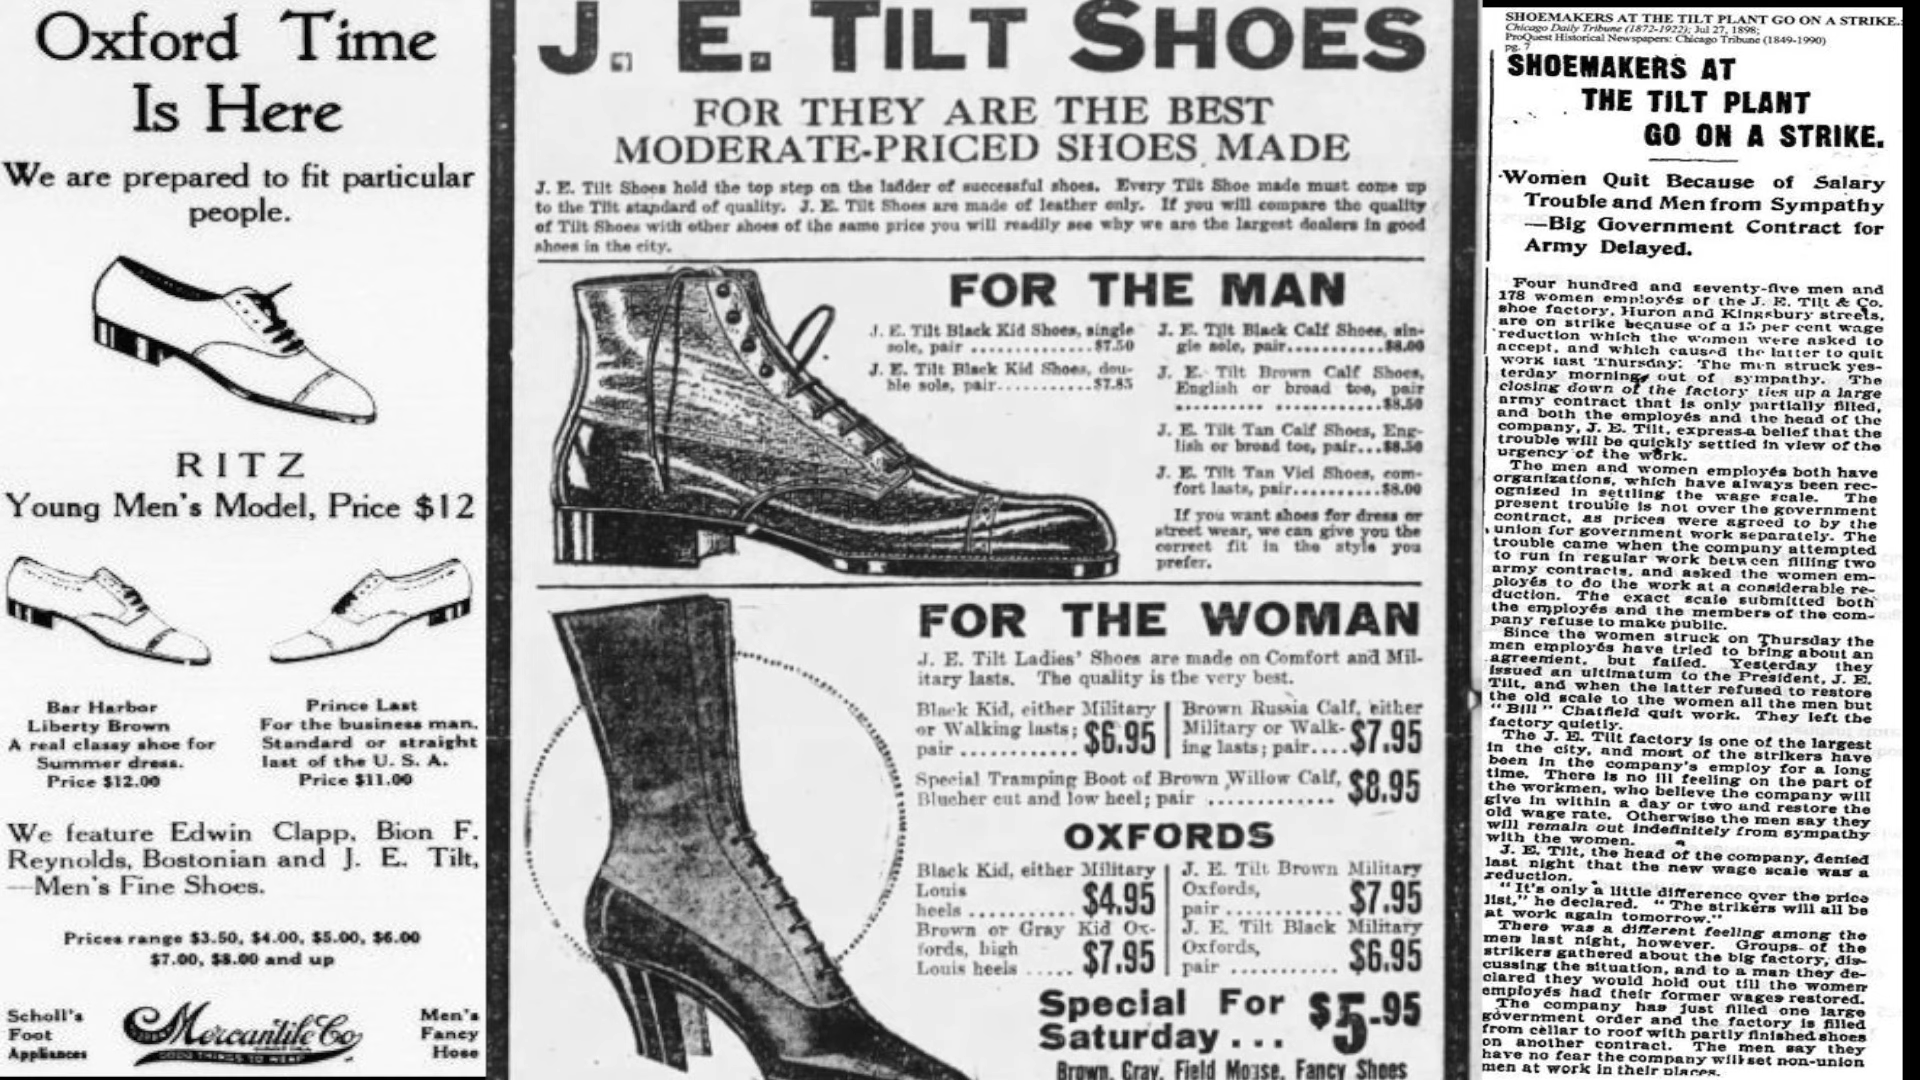 Oxford Time
Is Here
We are prepared to fit particular
people.
RITZ
Young Men's Model, Price $12
Bar Harbor
Liberty Brown
A real classy shoe for
Summer dress.
Price $12.00
Prince Last
For the business man.
Standard or straight
last of the U. S. A.
Price $11.00
We feature Edwin Clapp, Bion F.
Reynolds, Bostonian and J. E. Tilt,
—Men's Fine Shoes.
Prices range $3.50, $4.00, $5.00, $6.00
$7.00, $8.00 and up
Scholl's
Foot
Appliances
Mercantile Co
GOOD THINGS TO WEAR
Men's
Fancy
Hose
J. E. TILT SHOES
FOR THEY ARE THE BEST
MODERATE-PRICED SHOES MADE
J. E. Tilt Shoes hold the top step on the ladder of successful shoes. Every Tilt Shoe made must come up
to the Tilt standard of quality. J. E. Tilt Shoes are made of leather only. If you will compare the quality
of Tilt Shoes with other shoes of the same price you will readily see why we are the largest dealers in good
shoes in the city.
FOR THE MAN
J. E. Tilt Black Kid Shoes, single
sole, pair ............... $7.50
J. E. Tilt Black Kid Shoes, dou-
ble sole, pair............ $7.85
J. E. Tilt Black Calf Shoes, sin-
gle sole, pair........... $8.00
J. E. Tilt Brown Calf Shoes,
English or broad toe, pair
........................ $8.50
J. E. Tilt Tan Calf Shoes, Eng-
lish or broad toe, pair... $8.50
J. E. Tilt Tan Vici Shoes, com-
fort lasts, pair.......... $8.00
If you want shoes for dress or
street wear, we can give you the
correct fit in the style you
prefer.
FOR THE WOMAN
J. E. Tilt Ladies' Shoes are made on Comfort and Mil-
itary lasts. The quality is the very best.
Black Kid, either Military
or Walking lasts;
pair ............. $6.95
Brown Russia Calf, either
Military or Walk-
ing lasts; pair.... $7.95
Special Tramping Boot of Brown Willow Calf,
Blucher cut and low heel; pair ............. $8.95
OXFORDS
Black Kid, either Military
Louis
heels ........... $4.95
Brown or Gray Kid Ox-
fords, high
Louis heels ..... $7.95
J. E. Tilt Brown Military
Oxfords,
pair ............ $7.95
J. E. Tilt Black Military
Oxfords,
pair ............ $6.95
Special For
Saturday ... $5.95
Brown, Gray, Field Mouse, Fancy Shoes
SHOEMAKERS AT THE TILT PLANT GO ON A STRIKE.
Chicago Daily Tribune (1872-1922); Jul 27, 1898;
ProQuest Historical Newspapers: Chicago Tribune (1849-1990)
pg. 7
SHOEMAKERS AT
THE TILT PLANT
GO ON A STRIKE.
Women Quit Because of Salary
Trouble and Men from Sympathy
—Big Government Contract for
Army Delayed.
Four hundred and seventy-five men and
178 women employés of the J. E. Tilt & Co.
shoe factory, Huron and Kingsbury streets,
are on strike because of a 15 per cent wage
reduction which the women were asked to
accept, and which caused the latter to quit
work last Thursday. The men struck yes-
terday morning out of sympathy. The
closing down of the factory ties up a large
army contract that is only partially filled,
and both the employés and the head of the
company, J. E. Tilt, express a belief that the
trouble will be quickly settled in view of the
urgency of the work.
The men and women employés both have
organizations, which have always been rec-
ognized in settling the wage scale. The
present trouble is not over the government
contract, as prices were agreed to by the
union for government work separately. The
trouble came when the company attempted
to run in regular work between filling two
army contracts, and asked the women em-
ployés to do the work at a considerable re-
duction. The exact scale submitted both
the employés and the members of the com-
pany refuse to make public.
Since the women struck on Thursday the
men employés have tried to bring about an
agreement, but failed. Yesterday they
issued an ultimatum to the President, J. E.
Tilt, and when the latter refused to restore
the old scale to the women all the men but
"Bill" Chatfield quit work. They left the
factory quietly.
The J. E. Tilt factory is one of the largest
in the city, and most of the strikers have
been in the company's employ for a long
time. There is no ill feeling on the part of
the workmen, who believe the company will
give in within a day or two and restore the
old wage rate. Otherwise the men say they
will remain out indefinitely from sympathy
with the women.
J. E. Tilt, the head of the company, denied
last night that the new wage scale was a
reduction.
"It's only a little difference over the price
list," he declared. "The strikers will all be
at work again tomorrow."
There was a different feeling among the
men last night, however. Groups of the
strikers gathered about the big factory, dis-
cussing the situation, and to a man they de-
clared they would hold out till the women
employés had their former wages restored.
The company has just filled one large
government order and the factory is filled
from cellar to roof with partly finished shoes
on another contract. The men say they
have no fear the company will set non-union
men at work in their places.